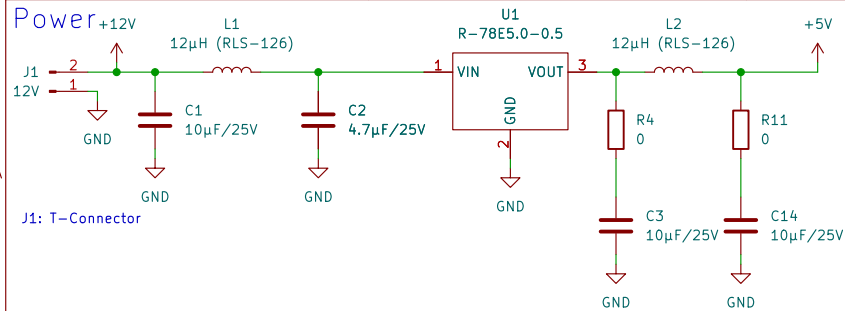 Power
+12V
L1
12µH (RLS-126)
U1
R-78E5.0-0.5
L2
12µH (RLS-126)
+5V
J1
12V
2
1
GND
C1
10µF/25V
GND
C2
4.7µF/25V
GND
1
VIN
VOUT
3
GND
2
GND
R4
0
R11
0
C3
10µF/25V
GND
C14
10µF/25V
GND
J1: T-Connector